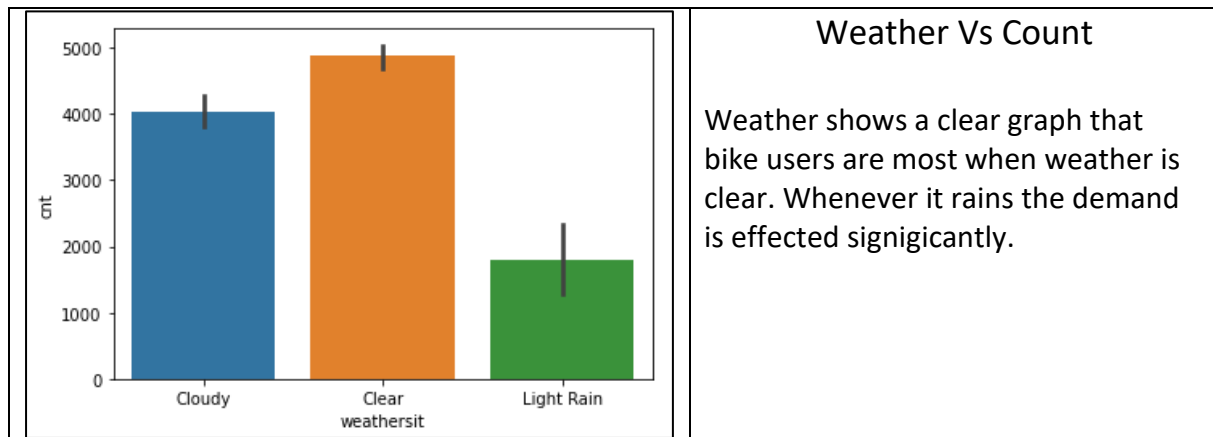 5000
4000
3000
2000
1000
0
cnt
Cloudy Clear Light Rain
weathersit
Weather Vs Count
Weather shows a clear graph that
bike users are most when weather is
clear. Whenever it rains the demand
is effected signigicantly.